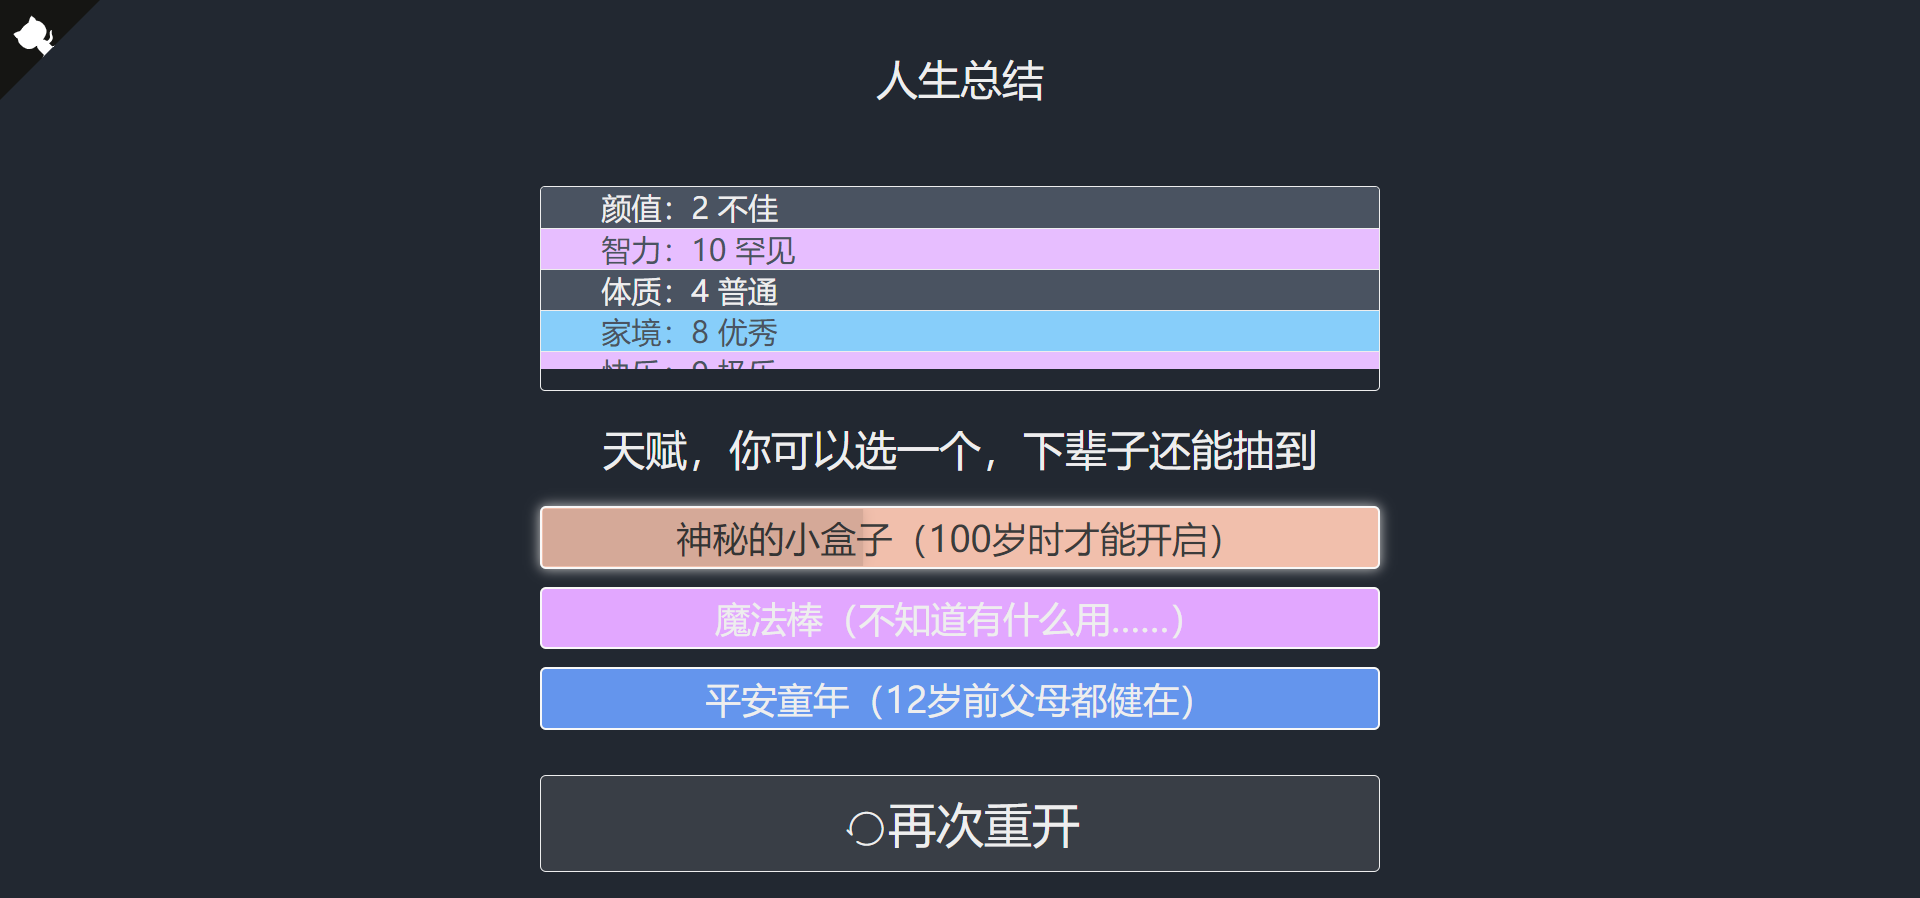 人生总结
颜值：2 不佳
智力：10 罕见
体质：4 普通
家境：8 优秀
天赋，你可以选一个，下辈子还能抽到
神秘的小盒子（100岁时才能开启）
魔法棒（不知道有什么用……）
平安童年（12岁前父母都健在）
再次重开